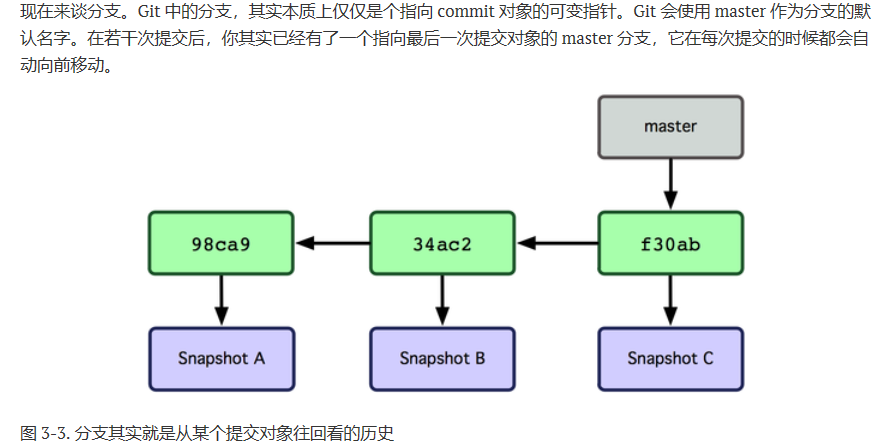 现在来谈分支。Git 中的分支，其实本质上仅仅是个指向 commit 对象的可变指针。Git 会使用 master 作为分支的默
认名字。在若干次提交后，你其实已经有了一个指向最后一次提交对象的 master 分支，它在每次提交的时候都会自
动向前移动。
master
98ca9 34ac2 f30ab
Snapshot A Snapshot B Snapshot C
图 3-3. 分支其实就是从某个提交对象往回看的历史